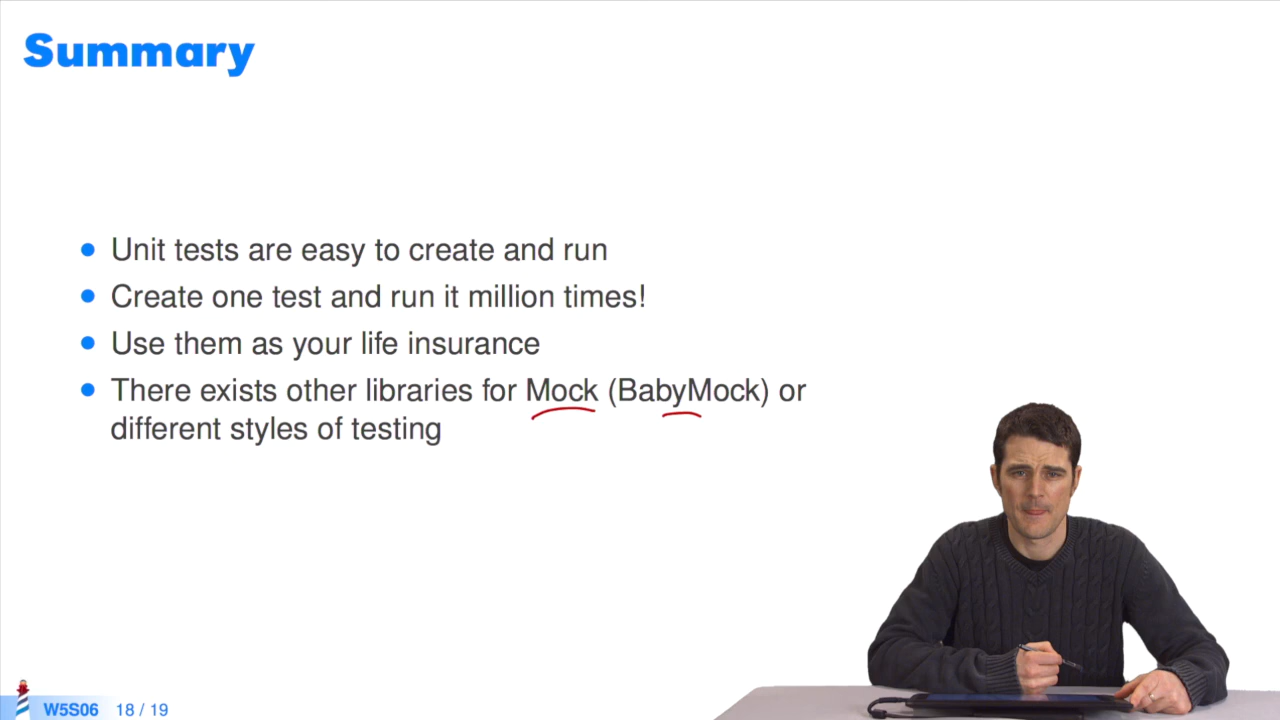 Summary
Unit tests are easy to create and run
Create one test and run it million times!
Use them as your life insurance
There exists other libraries for Mock (BabyMock) or
different styles of testing
W5S06 18 / 19